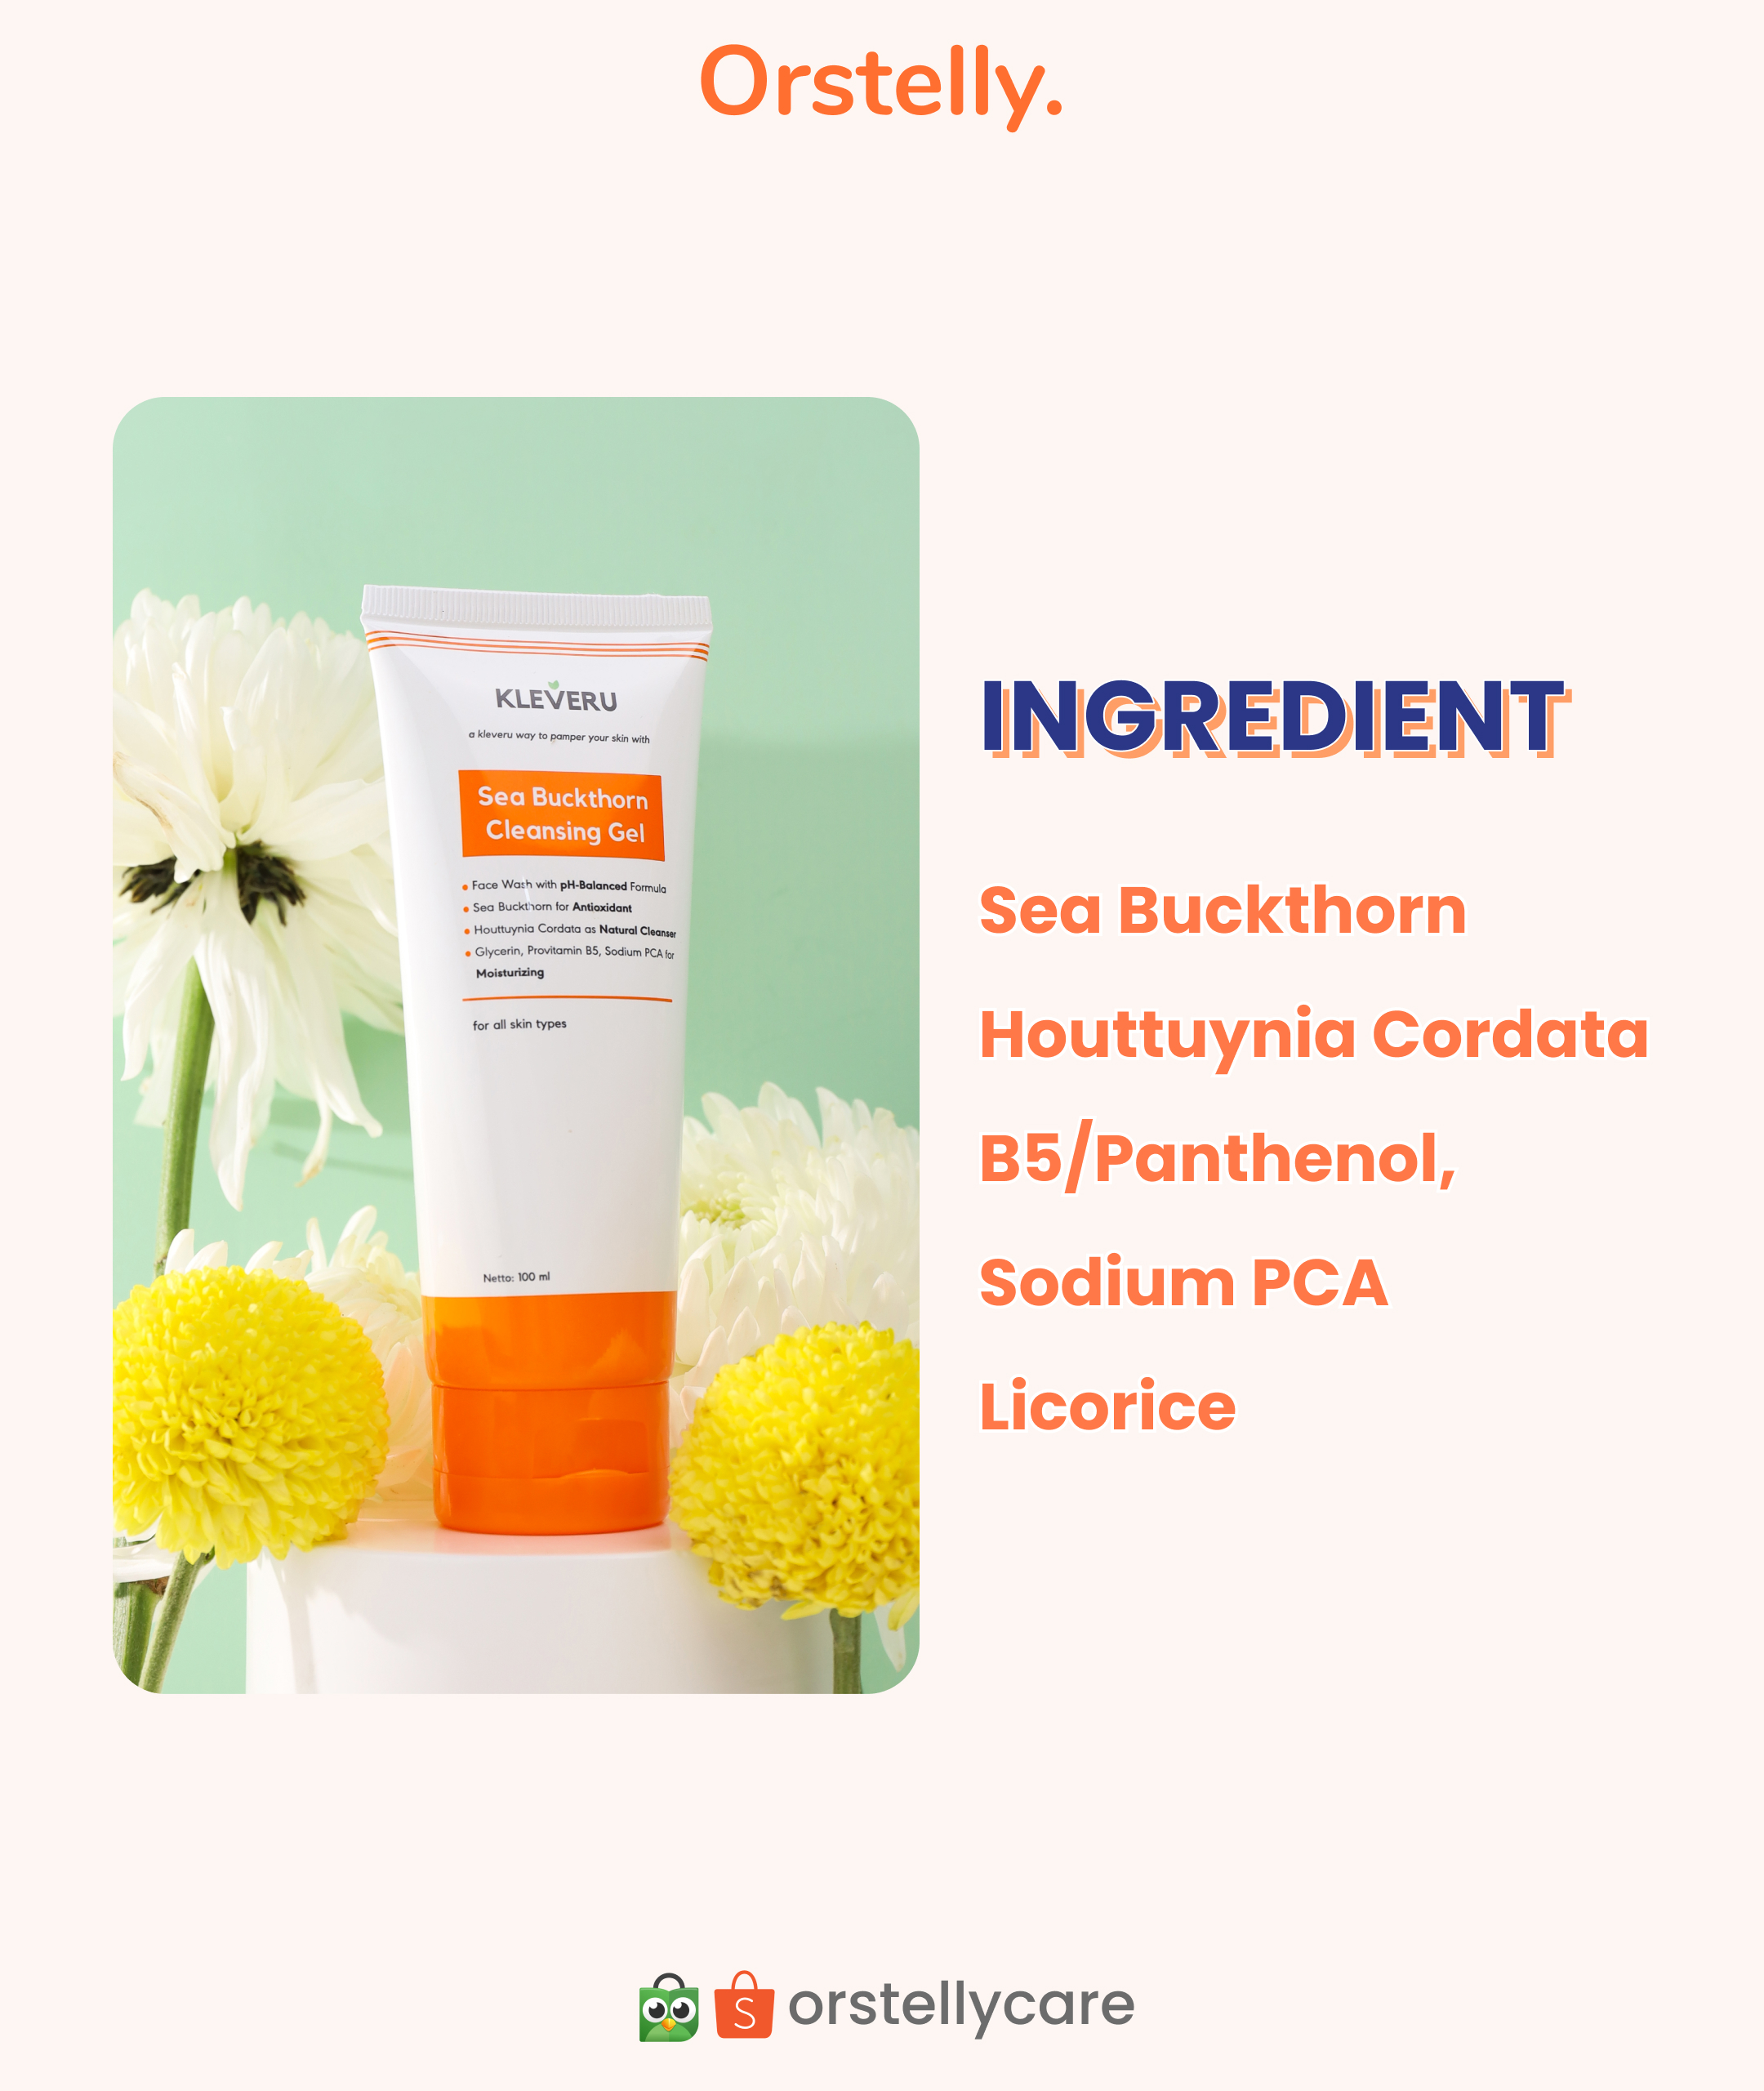 Orstelly.
KLEVERU
a kleveru way to pamper your skin with
Sea Buckthorn
Cleansing Gel
Face Wash with pH-Balanced Formula
Sea Buckthorn for Antioxidant
Houttuynia Cordata as Natural Cleanser
Glycerin, Provitamin B5, Sodium PCA for
Moisturizing
for all skin types
Netto: 100 ml
INGREDIENT
Sea Buckthorn
Houttuynia Cordata
B5/Panthenol,
Sodium PCA
Licorice
S
orstellycare